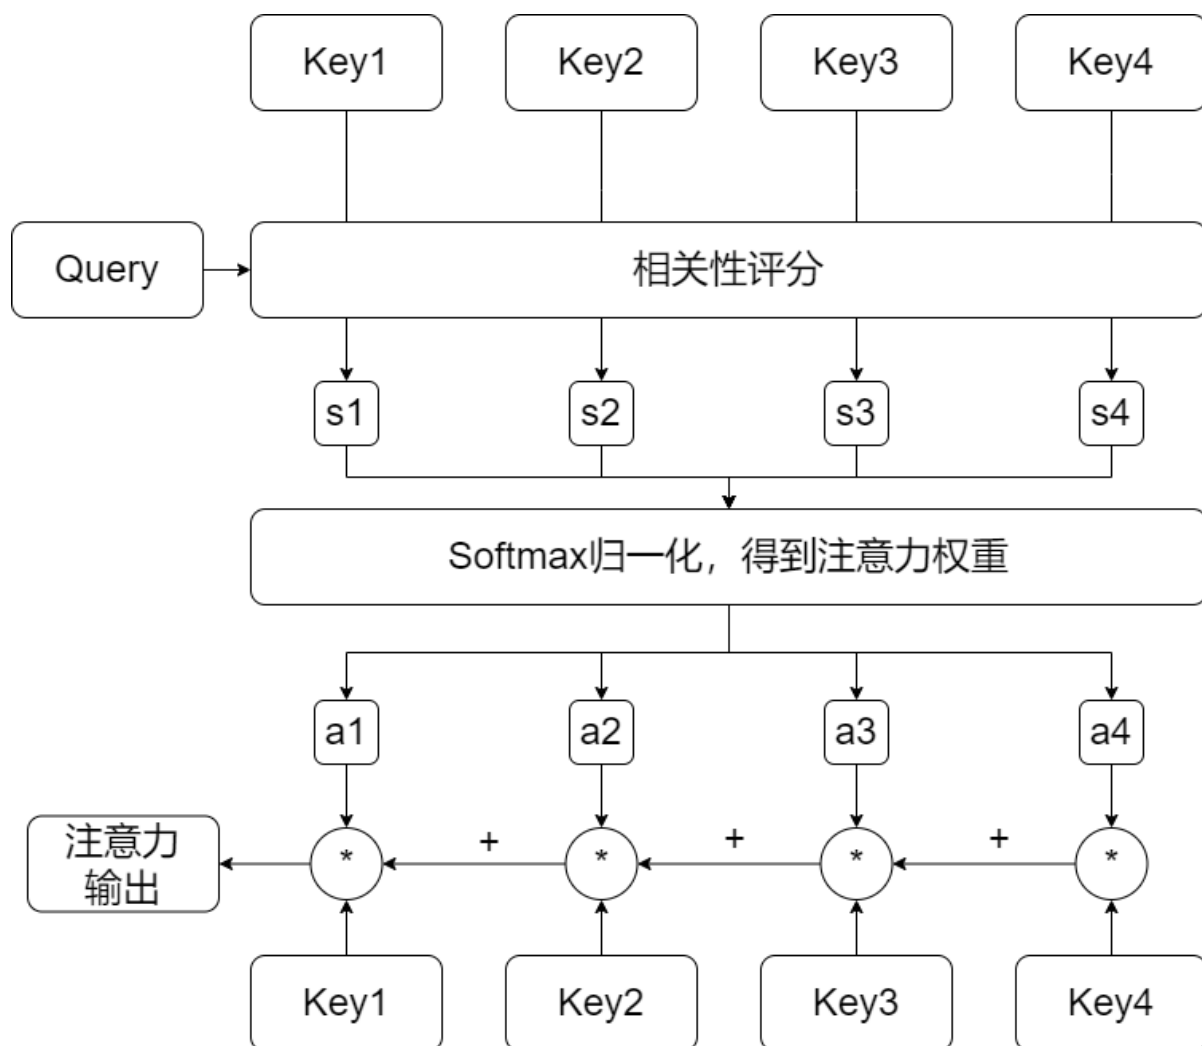 Key1
Key2
Key3
Key4
Query
相关性评分
s1
s2
s3
s4
Softmax归一化，得到注意力权重
a1
a2
a3
a4
注意力
输出
*
+
*
+
*
+
*
Key1
Key2
Key3
Key4